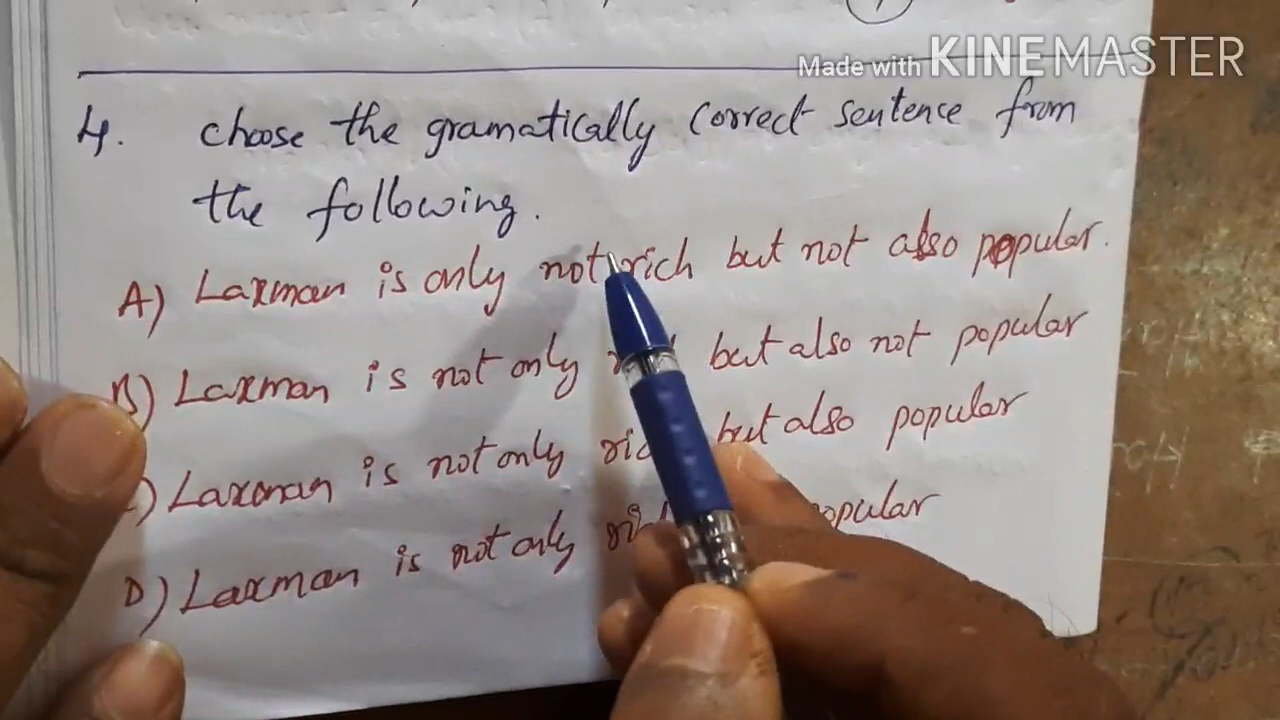 Made with KINEMASTER
4. choose the gramatically correct sentence from
the following.
A) Laxman is only not rich but not also popular.
B) Laxman is not only but also not popular
) Laxman is not only but also popular
D) Laxman is not only